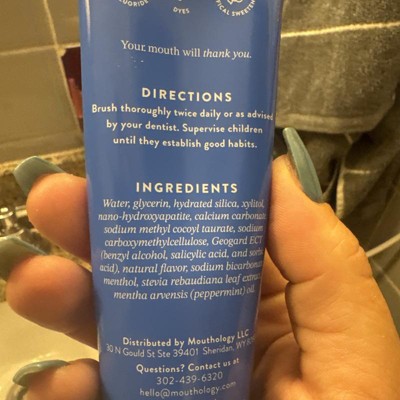 FLUORIDE
DYES
Your mouth will thank you.
DIRECTIONS
Brush thoroughly twice daily or as advised
by your dentist. Supervise children
until they establish good habits.
INGREDIENTS
Water, glycerin, hydrated silica, xylitol,
nano-hydroxyapatite, calcium carbonate,
sodium methyl cocoyl taurate, sodium
carboxymethylcellulose, Geogard ECT
(benzyl alcohol, salicylic acid, and sorbic
acid), natural flavor, sodium bicarbonate,
menthol, stevia rebaudiana leaf extract,
mentha arvensis (peppermint) oil.
Distributed by Mouthology LLC
30 N Gould St Ste 39401 Sheridan, WY
Questions? Contact us at
302-439-6320
hello@mouthology.com